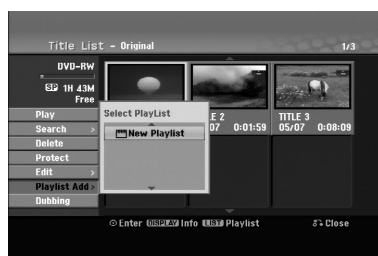 Title List - Original 1/3
DVD-RW
SP 1H 43M
Free
Play
Search >
Delete
Protect
Edit >
Playlist Add >
Dubbing
Select PlayList
New Playlist
E 2
07 0:01:59
TITLE 3
05/07 0:08:09
Enter DISPLAY Info LIST Playlist Close